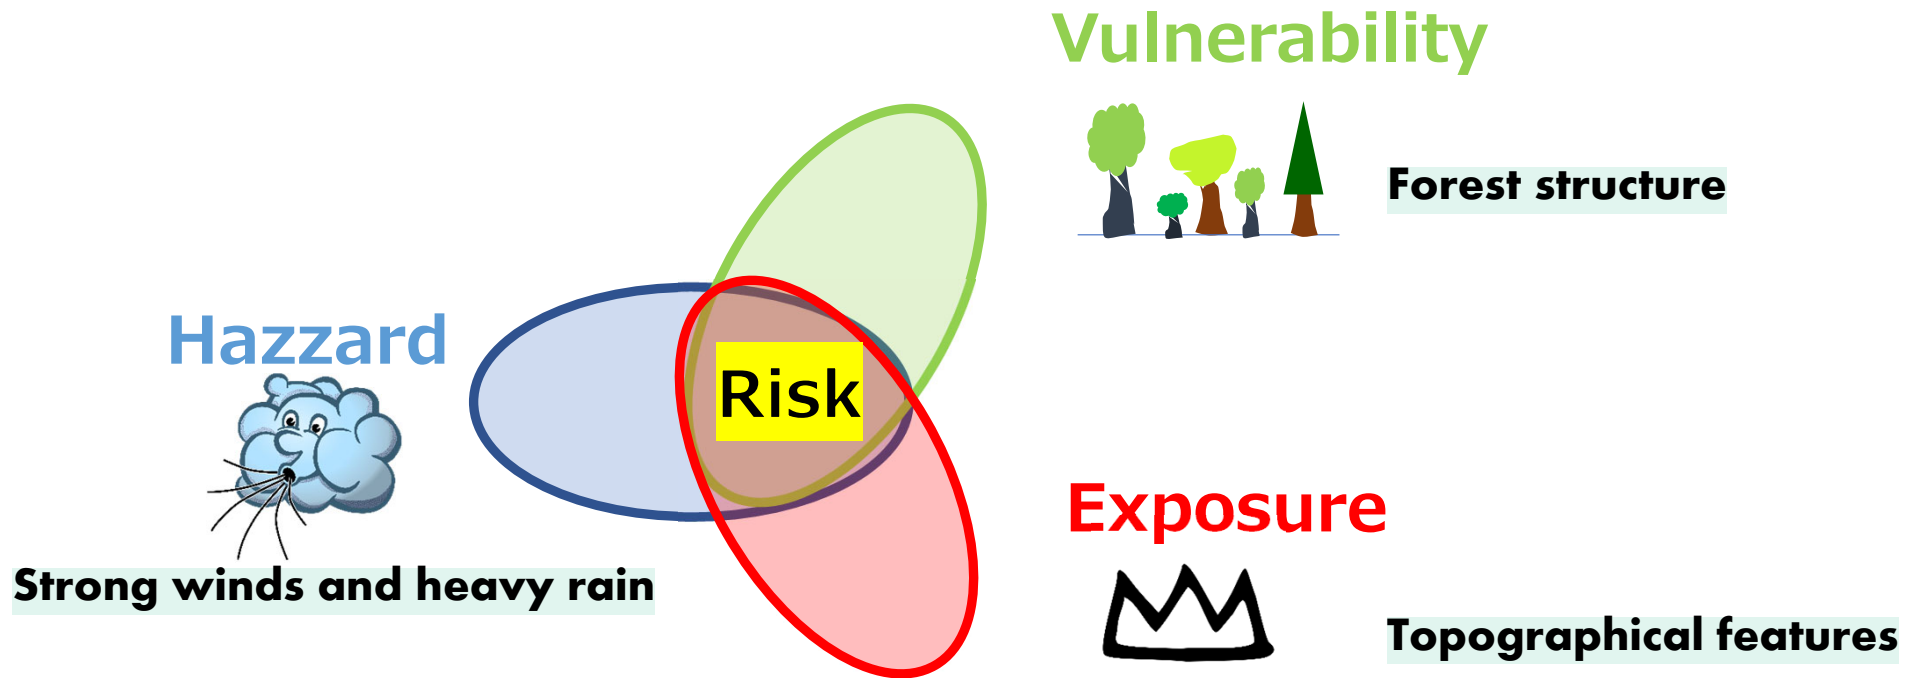 Vulnerability
Forest structure
Hazzard
Risk
Exposure
Strong winds and heavy rain
Topographical features